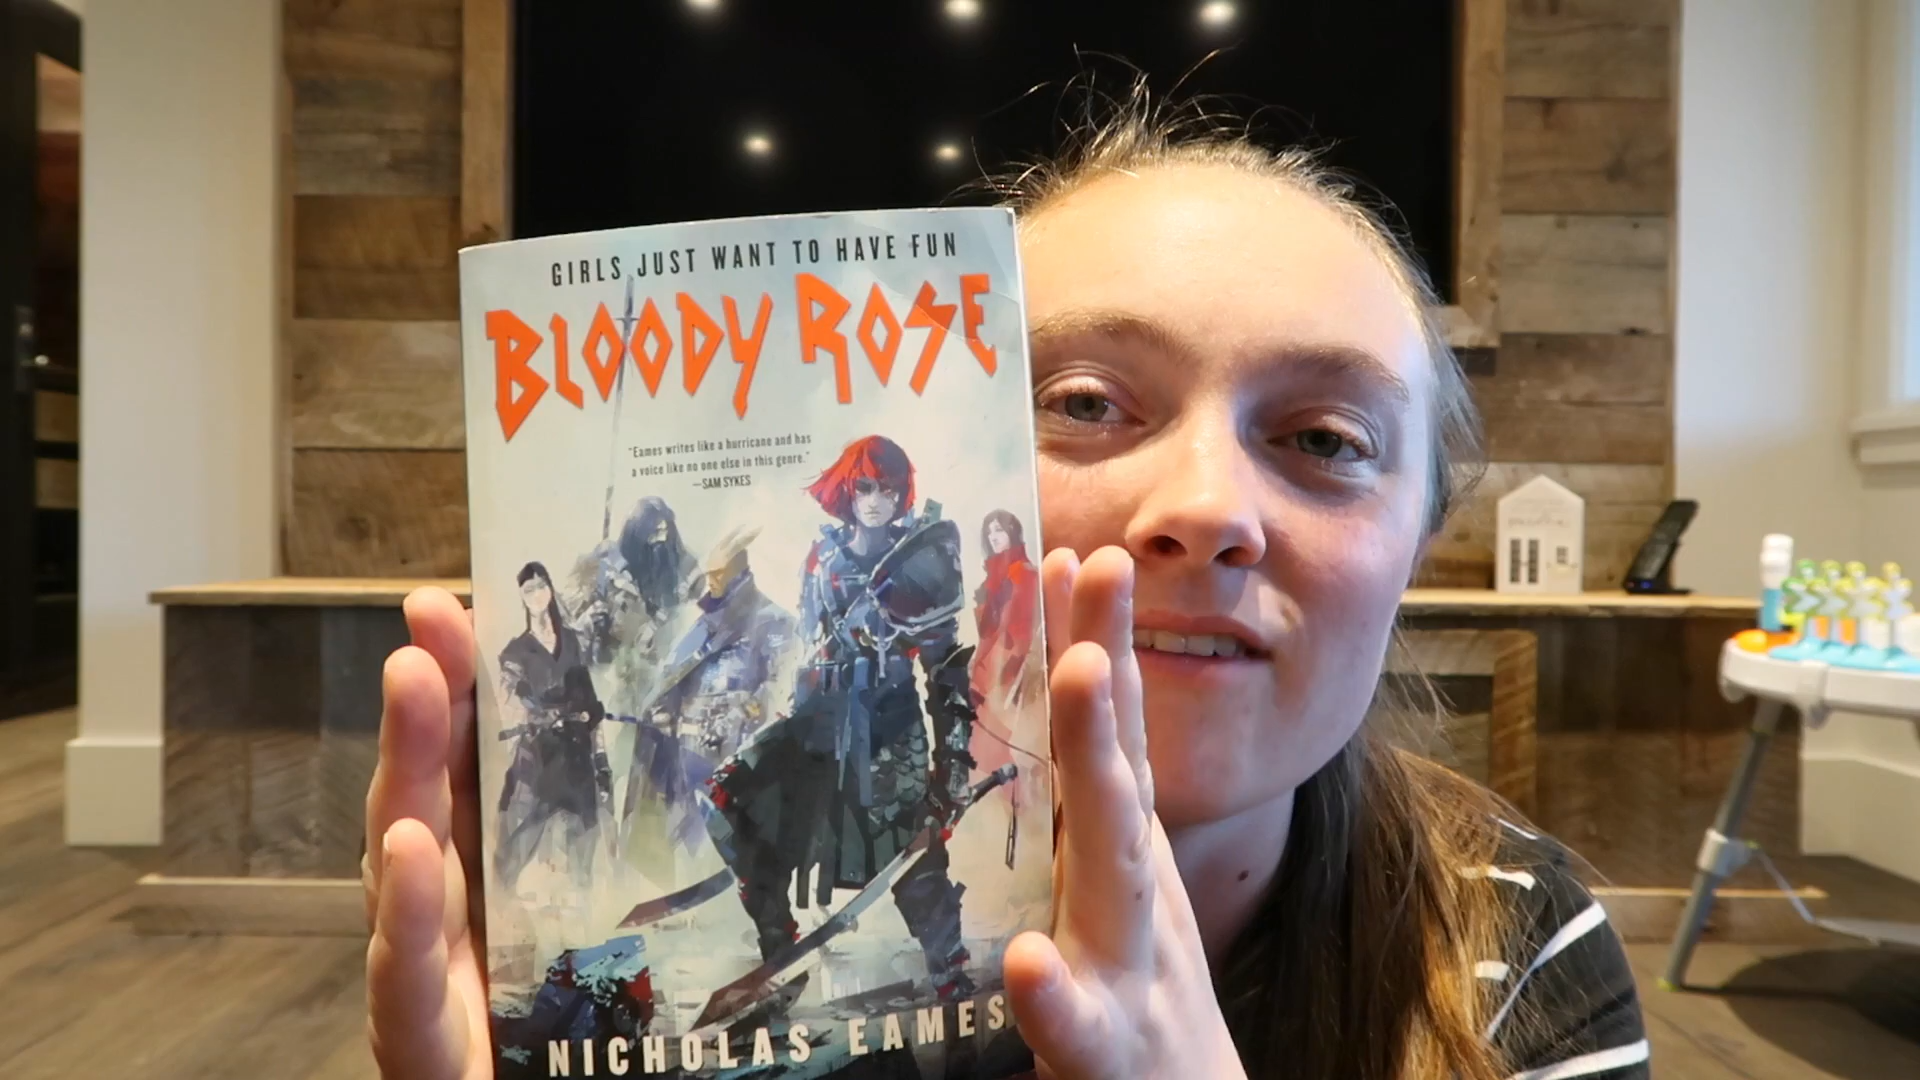 GIRLS JUST WANT TO HAVE FUN
BLOODY ROSE
"Eames writes like a hurricane and has
a voice like no one else in this genre."
—SAM SYKES
NICHOLAS EAMES